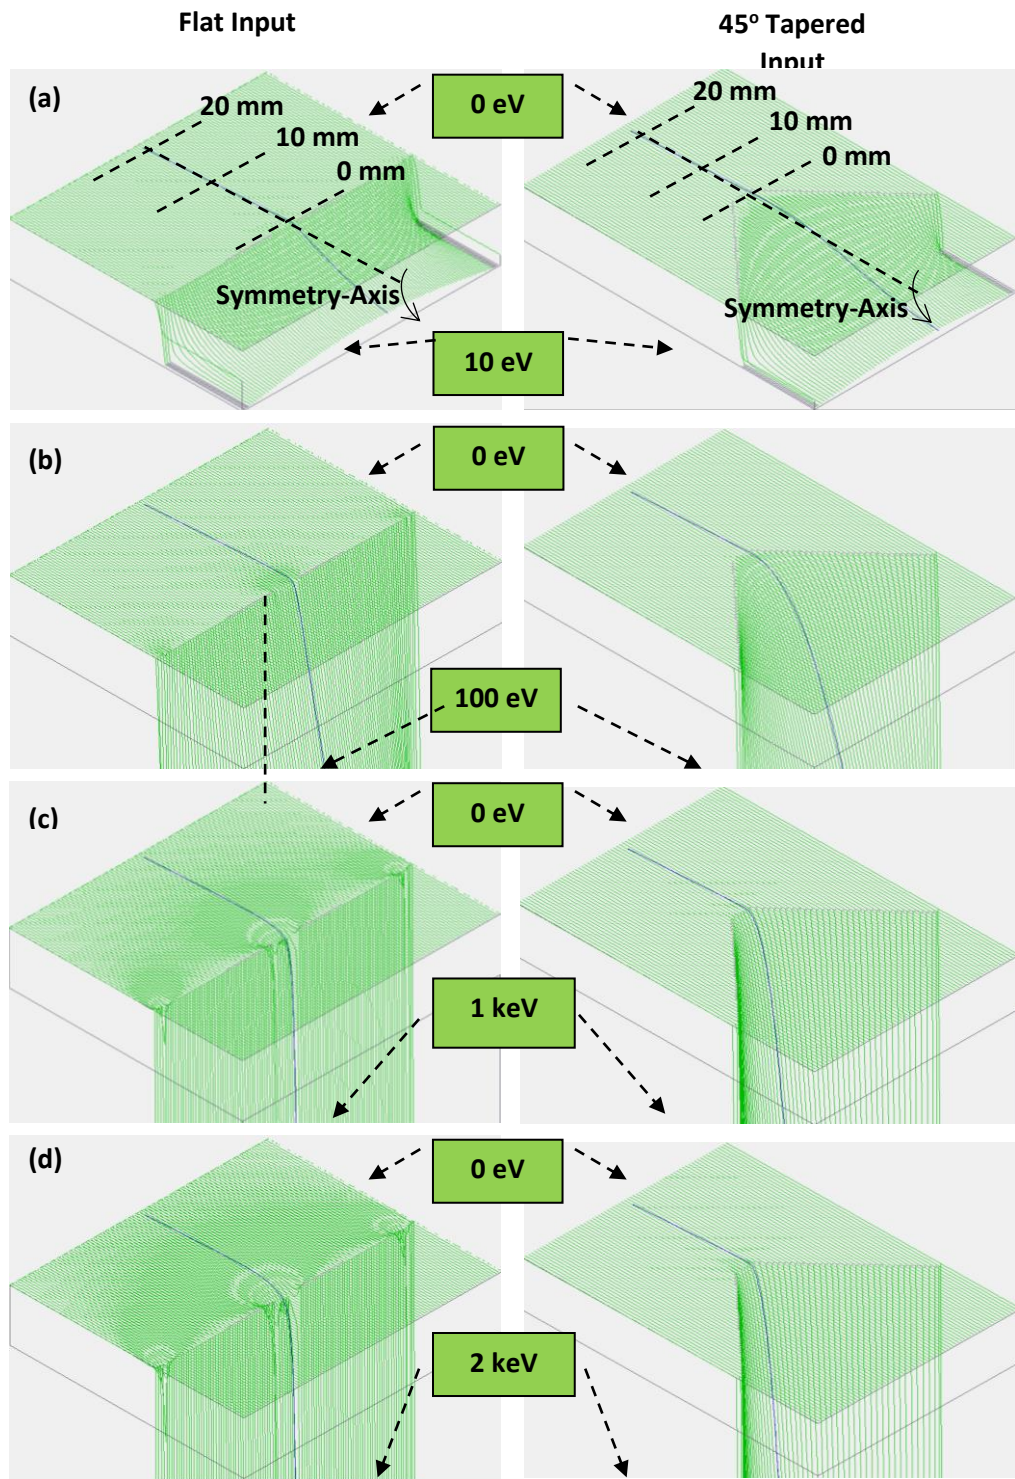 Flat Input
45º Tapered
Input
(a)
0 eV
20 mm
10 mm
0 mm
20 mm
10 mm
0 mm
Symmetry-Axis
Symmetry-Axis
10 eV
(b)
0 eV
100 eV
(c)
0 eV
1 keV
(d)
0 eV
2 keV